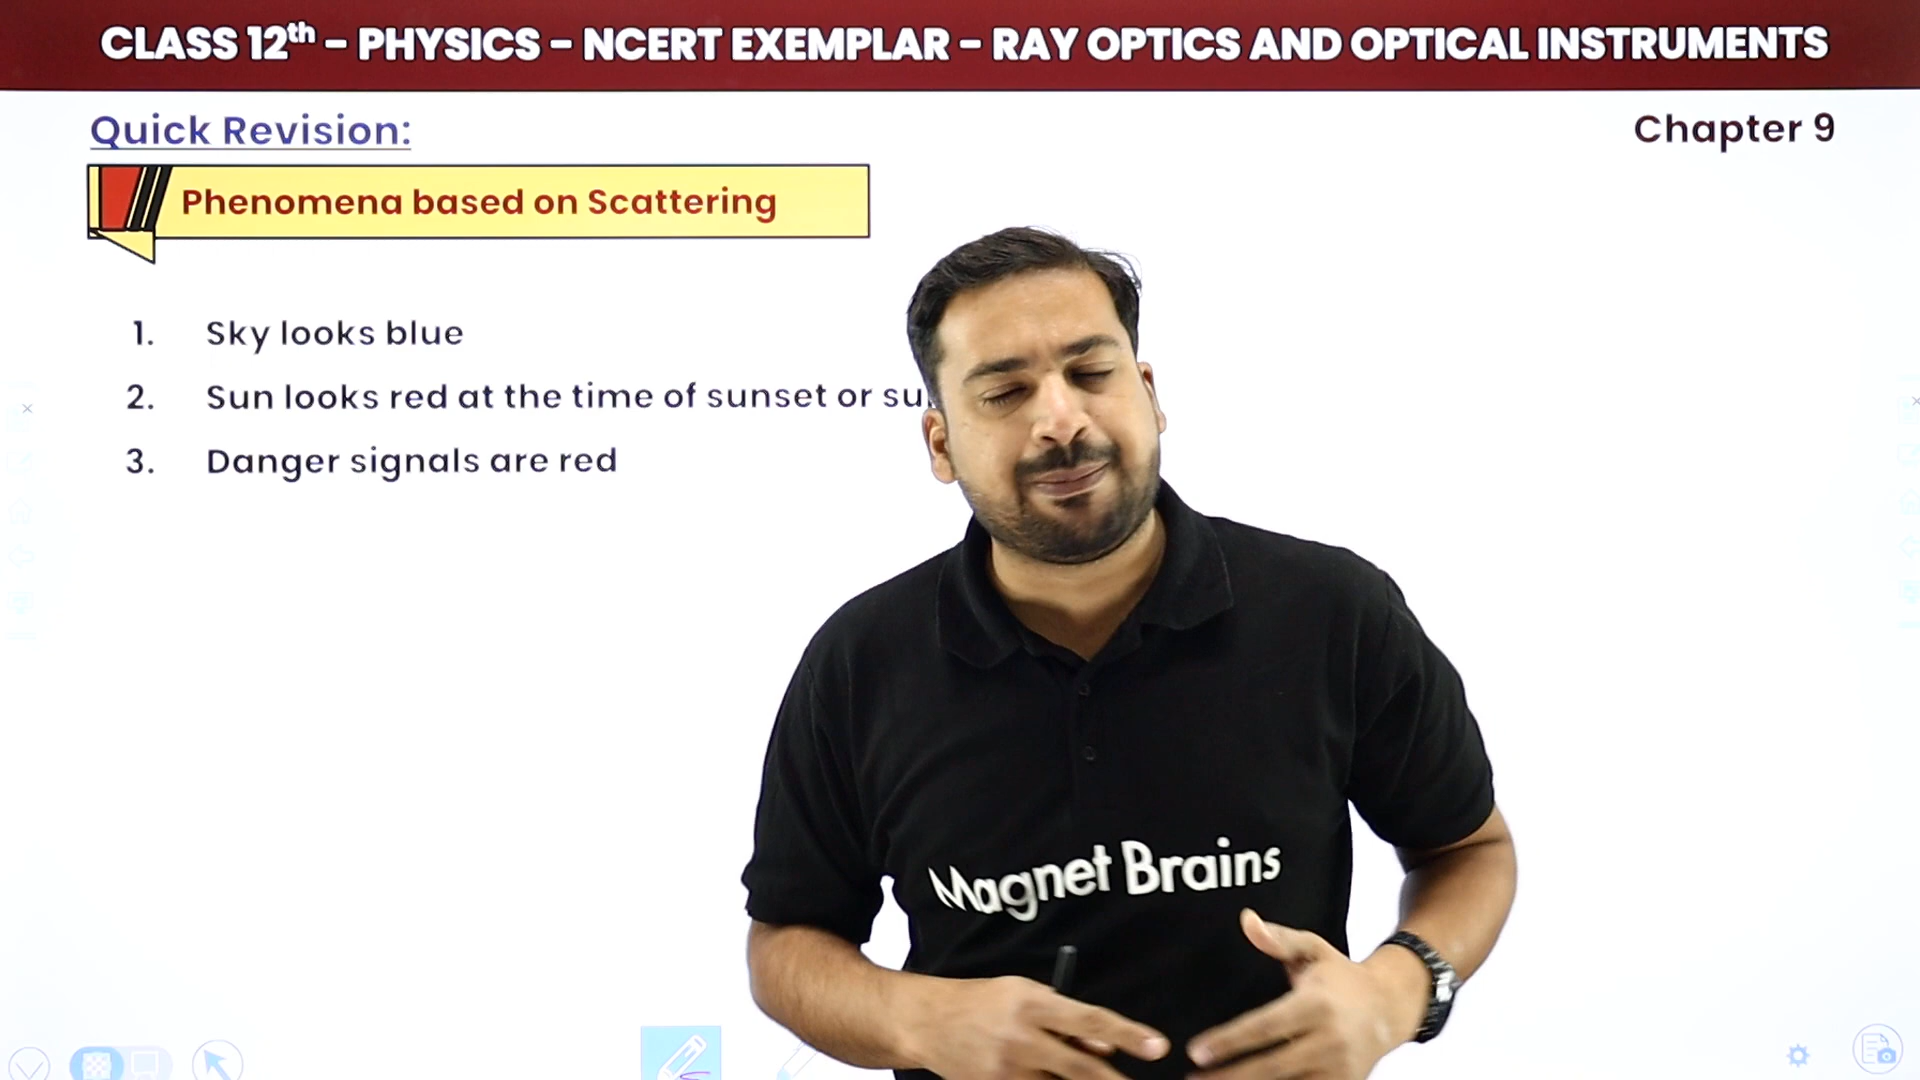 CLASS 12th – PHYSICS – NCERT EXEMPLAR – RAY OPTICS AND OPTICAL INSTRUMENTS
Quick Revision:
Chapter 9
Phenomena based on Scattering
1. Sky looks blue
2. Sun looks red at the time of sunset or
3. Danger signals are red
Magnet Brains